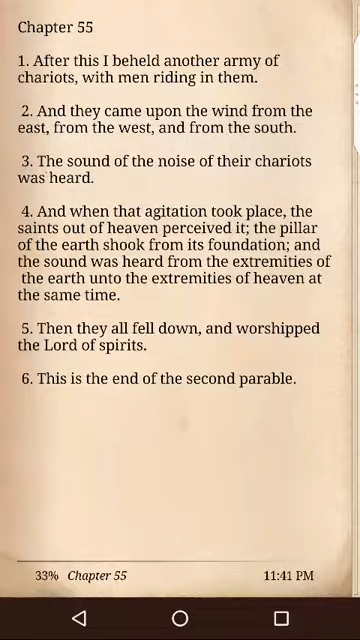 Chapter 55
1. After this I beheld another army of
chariots, with men riding in them.
2. And they came upon the wind from the
east, from the west, and from the south.
3. The sound of the noise of their chariots
was heard.
4. And when that agitation took place, the
saints out of heaven perceived it; the pillar
of the earth shook from its foundation; and
the sound was heard from the extremities of
the earth unto the extremities of heaven at
the same time.
5. Then they all fell down, and worshipped
the Lord of spirits.
6. This is the end of the second parable.
33% Chapter 55 11:41 PM